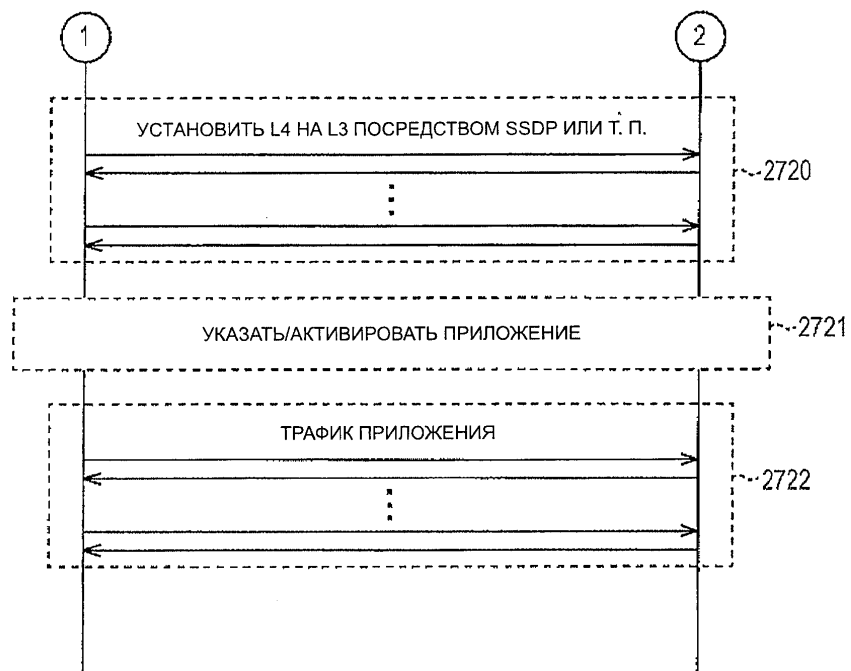 1
2
УСТАНОВИТЬ L4 НА L3 ПОСРЕДСТВОМ SSDP ИЛИ Т. П.
2720
УКАЗАТЬ/АКТИВИРОВАТЬ ПРИЛОЖЕНИЕ
2721
ТРАФИК ПРИЛОЖЕНИЯ
2722